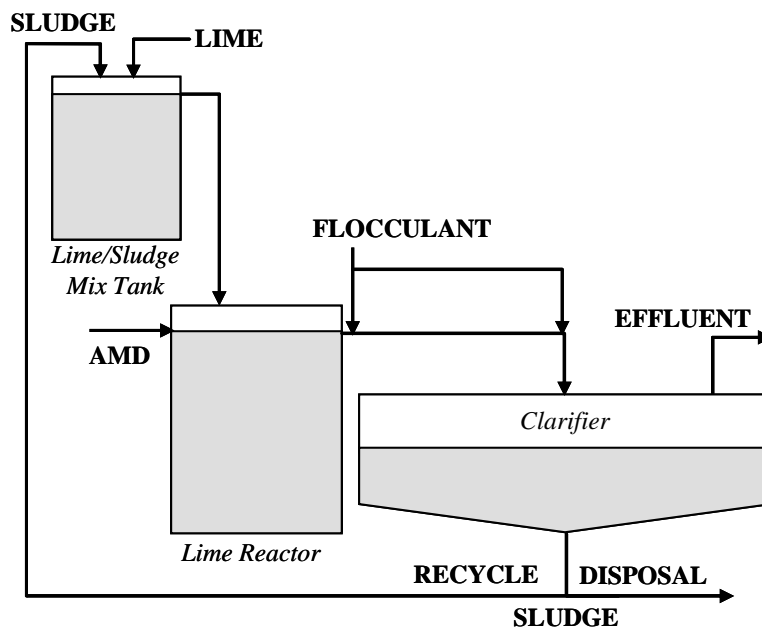 SLUDGE
LIME
Lime/Sludge
Mix Tank
FLOCCULANT
AMD
EFFLUENT
Clarifier
Lime Reactor
RECYCLE
DISPOSAL
SLUDGE